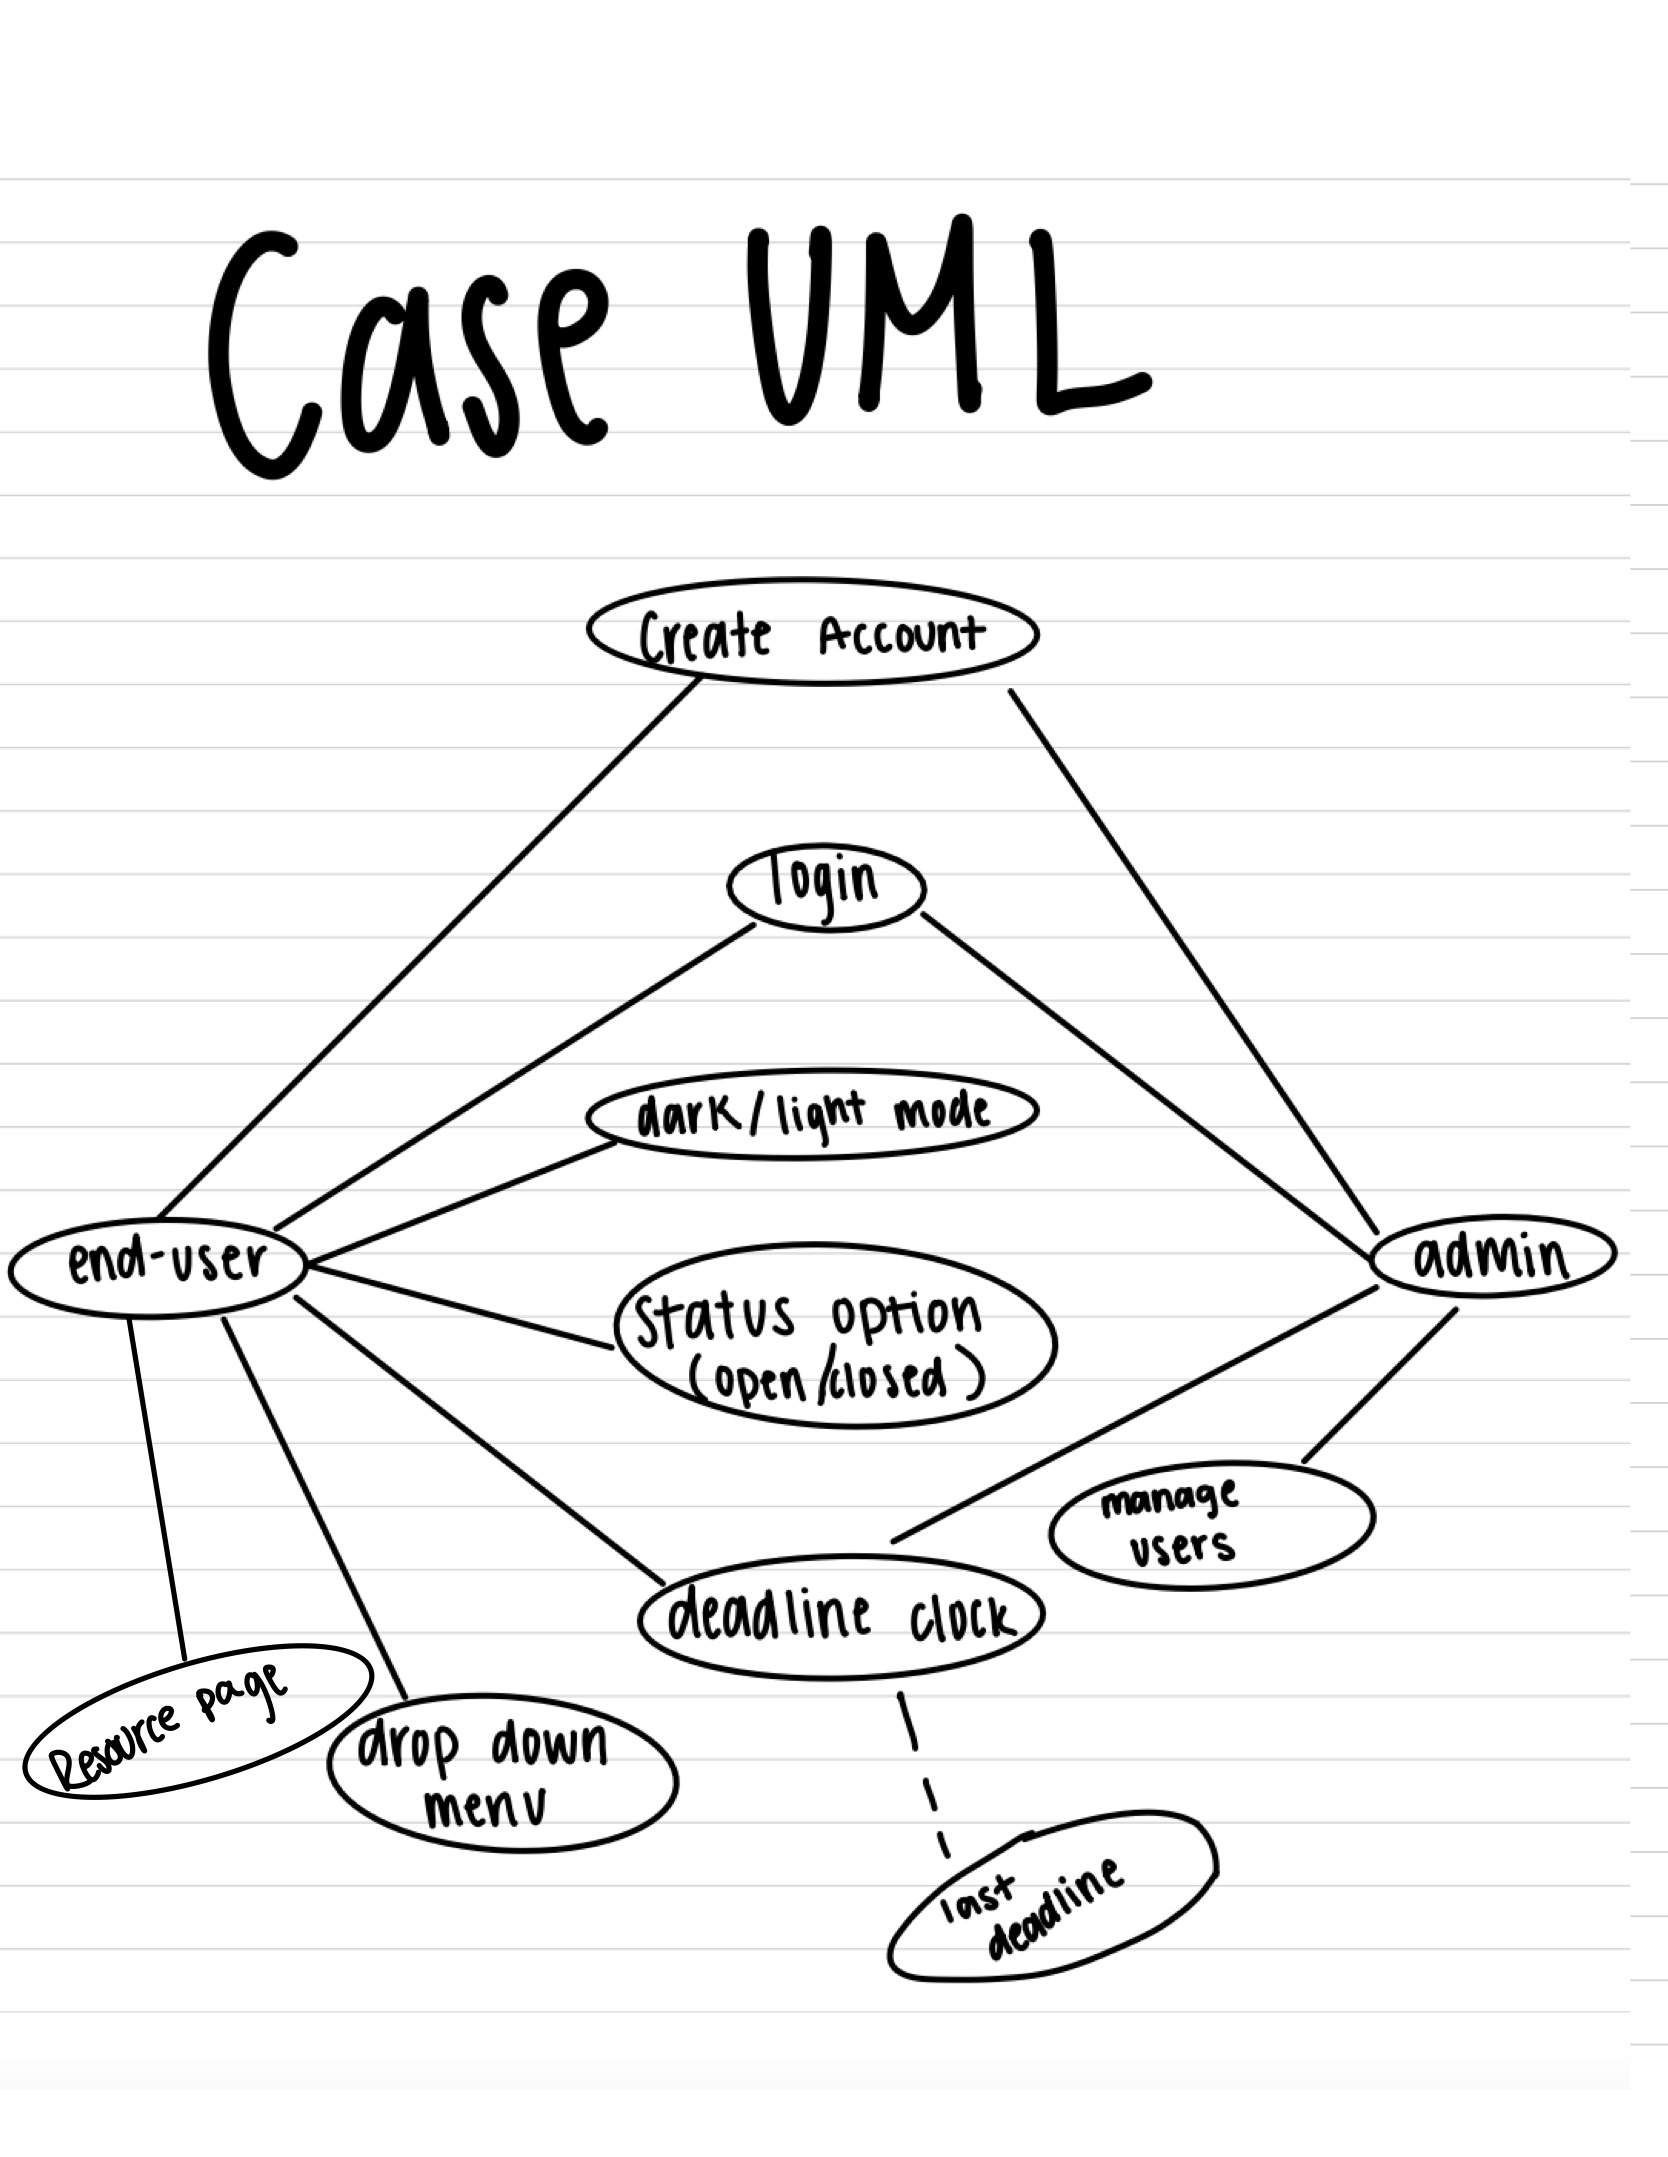 Case UML
Create Account
login
dark/light mode
end-user
admin
Status option
(open/closed)
manage
users
deadline clock
Resource page
drop down
menu
last
deadline